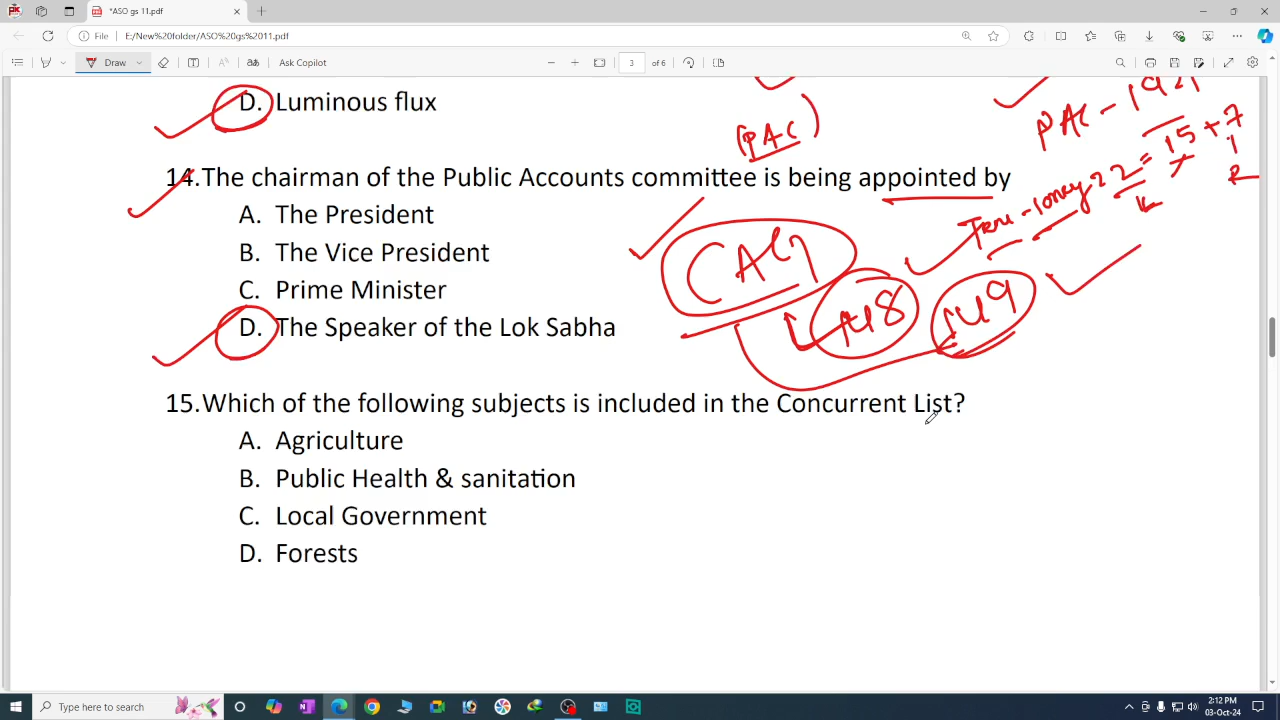 *ASO gs 11.pdf
File
E:/New%20folder/ASO%20gs%2011.pdf
Draw
Ask Copilot
3
of 6
D. Luminous flux
(PAC)
PAC - 1921
= 15 + 7
14.The chairman of the Public Accounts committee is being appointed by
A. The President
B. The Vice President
C. Prime Minister
D. The Speaker of the Lok Sabha
CAG
148
149
15.Which of the following subjects is included in the Concurrent List?
A. Agriculture
B. Public Health & sanitation
C. Local Government
D. Forests
Type here to search
2:12 PM
03-Oct-24